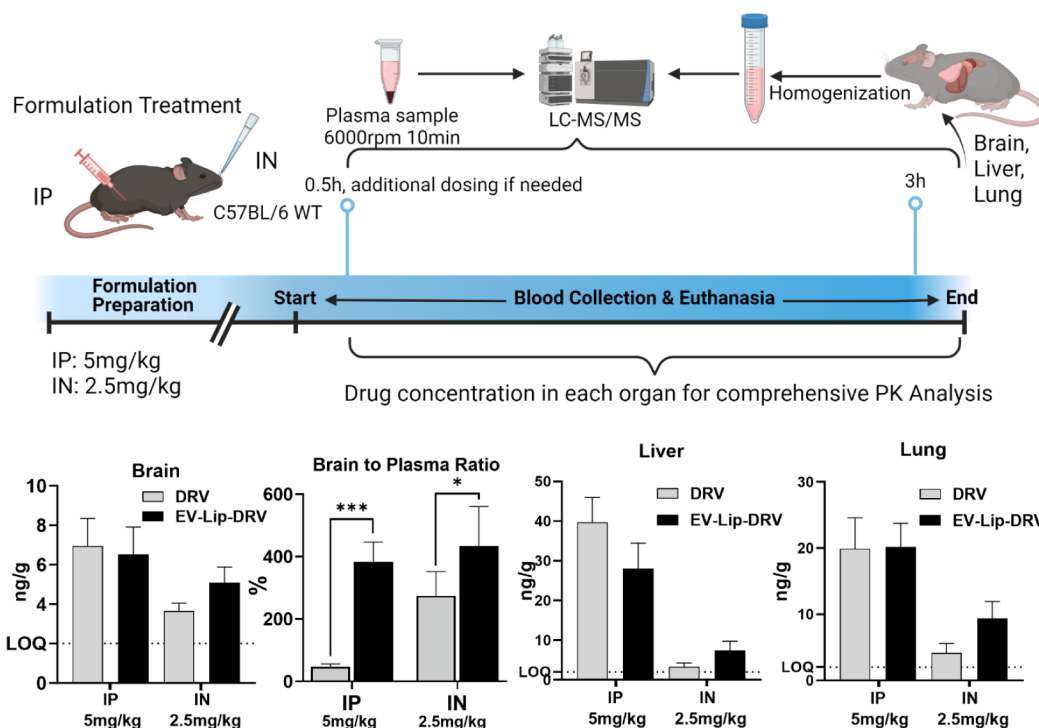 Formulation Treatment
IP
IN
C57BL/6 WT
Plasma sample
6000rpm 10min
LC-MS/MS
Homogenization
Brain,
Liver,
Lung
0.5h, additional dosing if needed
3h
Formulation
Preparation
Start
Blood Collection & Euthanasia
End
IP: 5mg/kg
IN: 2.5mg/kg
Drug concentration in each organ for comprehensive PK Analysis
Brain
ng/g
10
8
6
4
2
0
LOQ
DRV
EV-Lip-DRV
IP
5mg/kg
IN
2.5mg/kg
Brain to Plasma Ratio
%
600
400
200
0
***
*
IP
5mg/kg
IN
2.5mg/kg
Liver
ng/g
50
40
30
20
10
0
LOQ
DRV
EV-Lip-DRV
IP
5mg/kg
IN
2.5mg/kg
Lung
ng/g
30
20
10
0
LOQ
DRV
EV-Lip-DRV
IP
5mg/kg
IN
2.5mg/kg